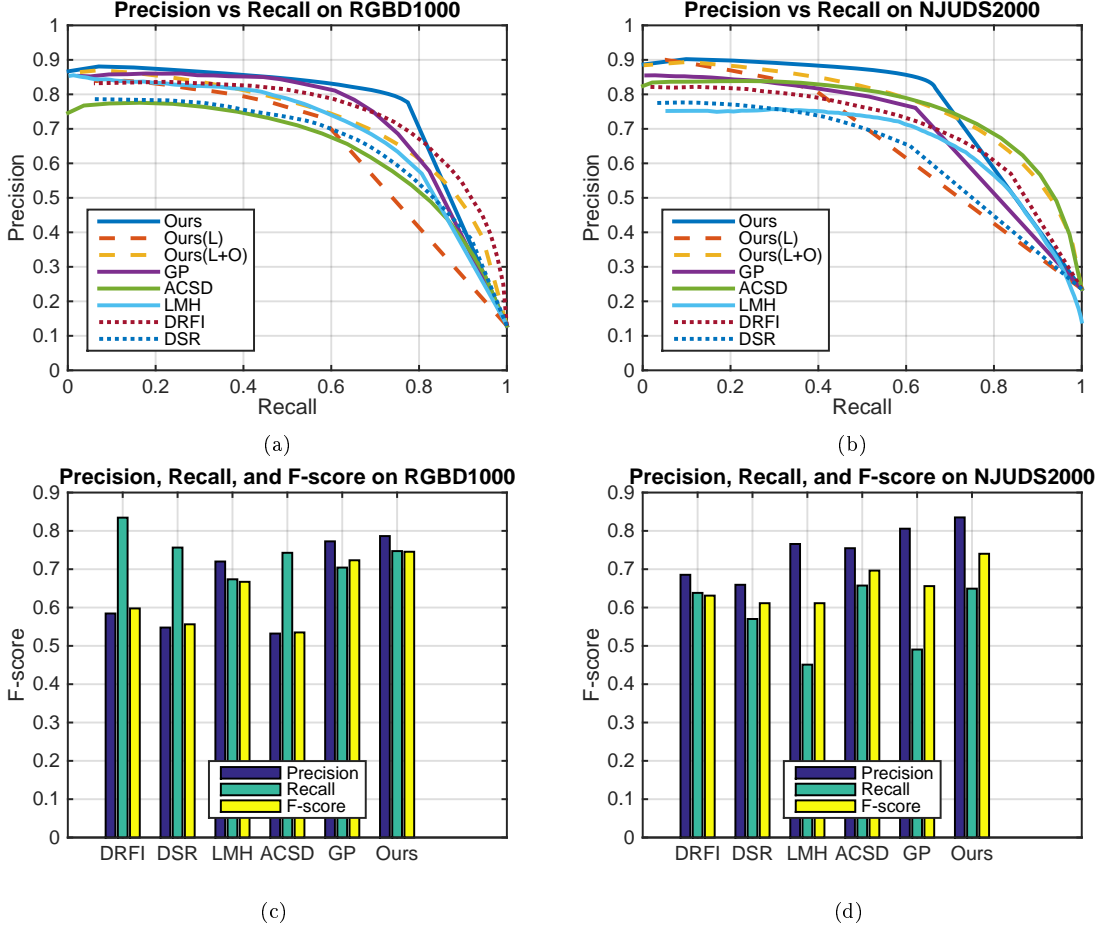 Precision vs Recall on RGBD1000
1
0.9
0.8
0.7
0.6
0.5
0.4
0.3
0.2
0.1
0
Precision
Ours
Ours(L)
Ours(L+O)
GP
ACSD
LMH
DRFI
DSR
0 0.2 0.4 0.6 0.8 1
Recall
(a)
Precision vs Recall on NJUDS2000
1
0.9
0.8
0.7
0.6
0.5
0.4
0.3
0.2
0.1
0
Precision
Ours
Ours(L)
Ours(L+O)
GP
ACSD
LMH
DRFI
DSR
0 0.2 0.4 0.6 0.8 1
Recall
(b)
Precision, Recall, and F-score on RGBD1000
0.9
0.8
0.7
0.6
0.5
0.4
0.3
0.2
0.1
0
F-score
Precision
Recall
F-score
DRFI DSR LMH ACSD GP Ours
(c)
Precision, Recall, and F-score on NJUDS2000
0.9
0.8
0.7
0.6
0.5
0.4
0.3
0.2
0.1
0
F-score
Precision
Recall
F-score
DRFI DSR LMH ACSD GP Ours
(d)